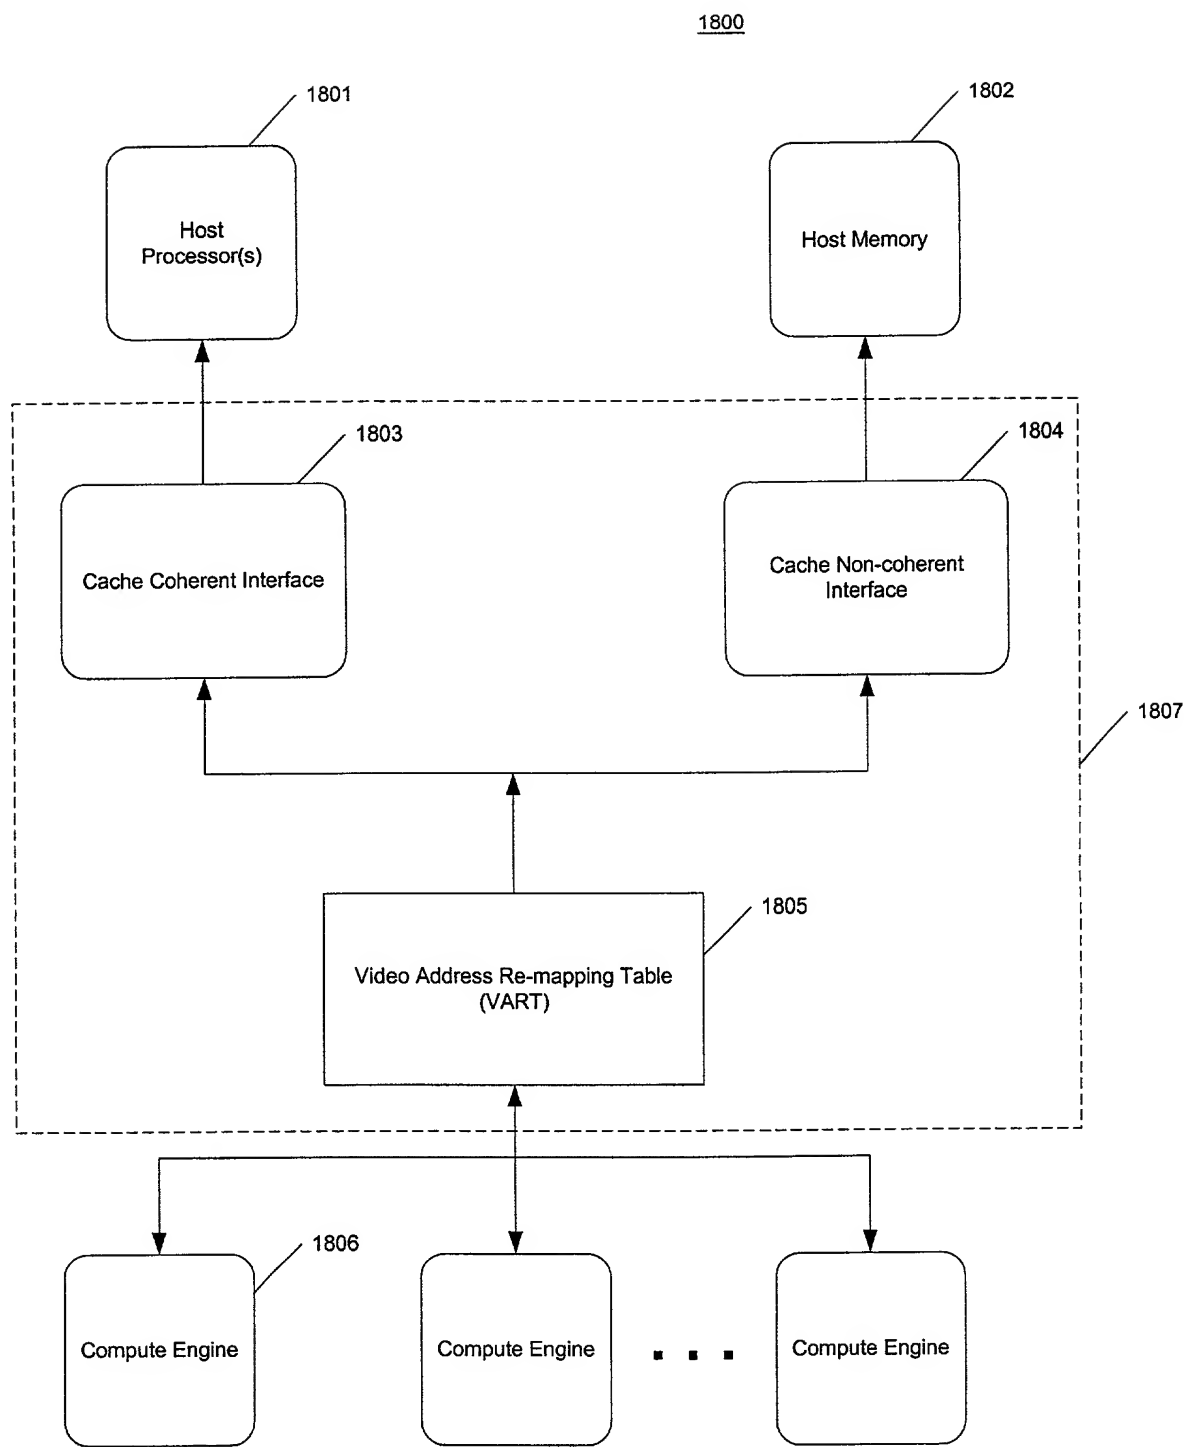 1800
1801
1802
Host
Processor(s)
Host Memory
1803
1804
Cache Coherent Interface
Cache Non-coherent
Interface
1807
1805
Video Address Re-mapping Table
(VART)
1806
Compute Engine
Compute Engine
Compute Engine